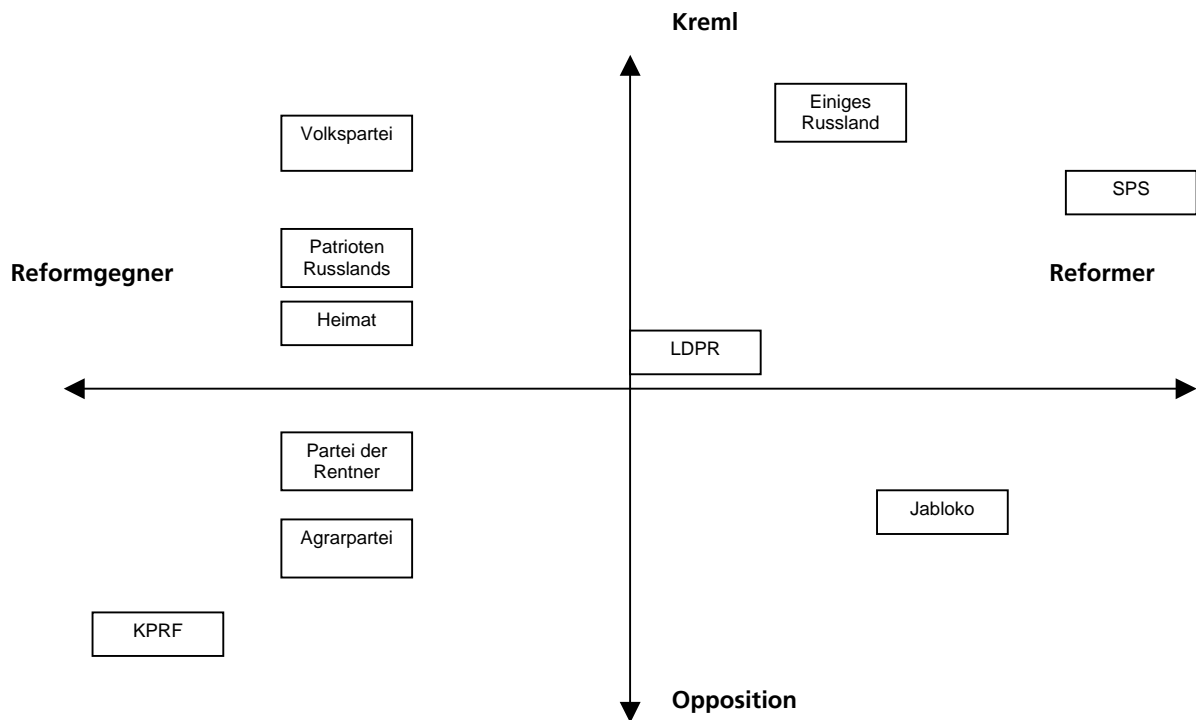 Kreml
Einiges
Russland
Volkspartei
SPS
Patrioten
Russlands
Reformgegner
Reformer
Heimat
LDPR
Partei der
Rentner
Jabloko
Agrarpartei
KPRF
Opposition